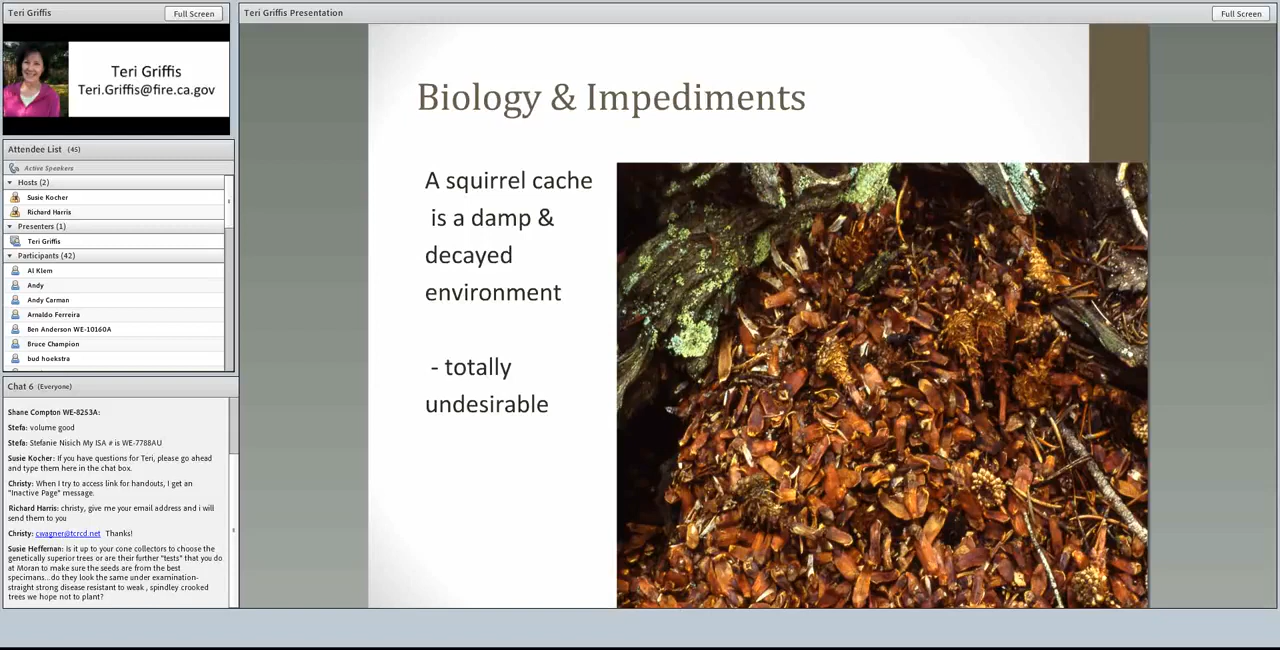 Teri Griffis
Full Screen
Teri Griffis
Teri.Griffis@fire.ca.gov
Attendee List (45)
Active Speakers
Hosts (2)
Susie Kocher
Richard Harris
Presenters (1)
Teri Griffis
Participants (42)
Al Klem
Andy
Andy Carman
Arnaldo Ferreira
Ben Anderson WE-10160A
Bruce Champion
bud hoekstra
Chat 6 (Everyone)
Shane Compton WE-8253A:
Stefa: volume good
Stefa: Stefanie Nisich My ISA # is WE-7788AU
Susie Kocher: If you have questions for Teri, please go ahead
and type them here in the chat box.
Christy: When I try to access link for handouts, I get an
"Inactive Page" message.
Richard Harris: christy, give me your email address and i will
send them to you
Christy: cwagner@tcrcd.net Thanks!
Susie Heffernan: Is it up to your cone collectors to choose the
genetically superior trees or are their further "tests" that you do
at Moran to make sure the seeds are from the best
specimans...do they look the same under examination-
straight strong disease resistant to weak , spindley crooked
trees we hope not to plant?
Teri Griffis Presentation
Full Screen
Biology & Impediments
A squirrel cache
is a damp &
decayed
environment
- totally
undesirable